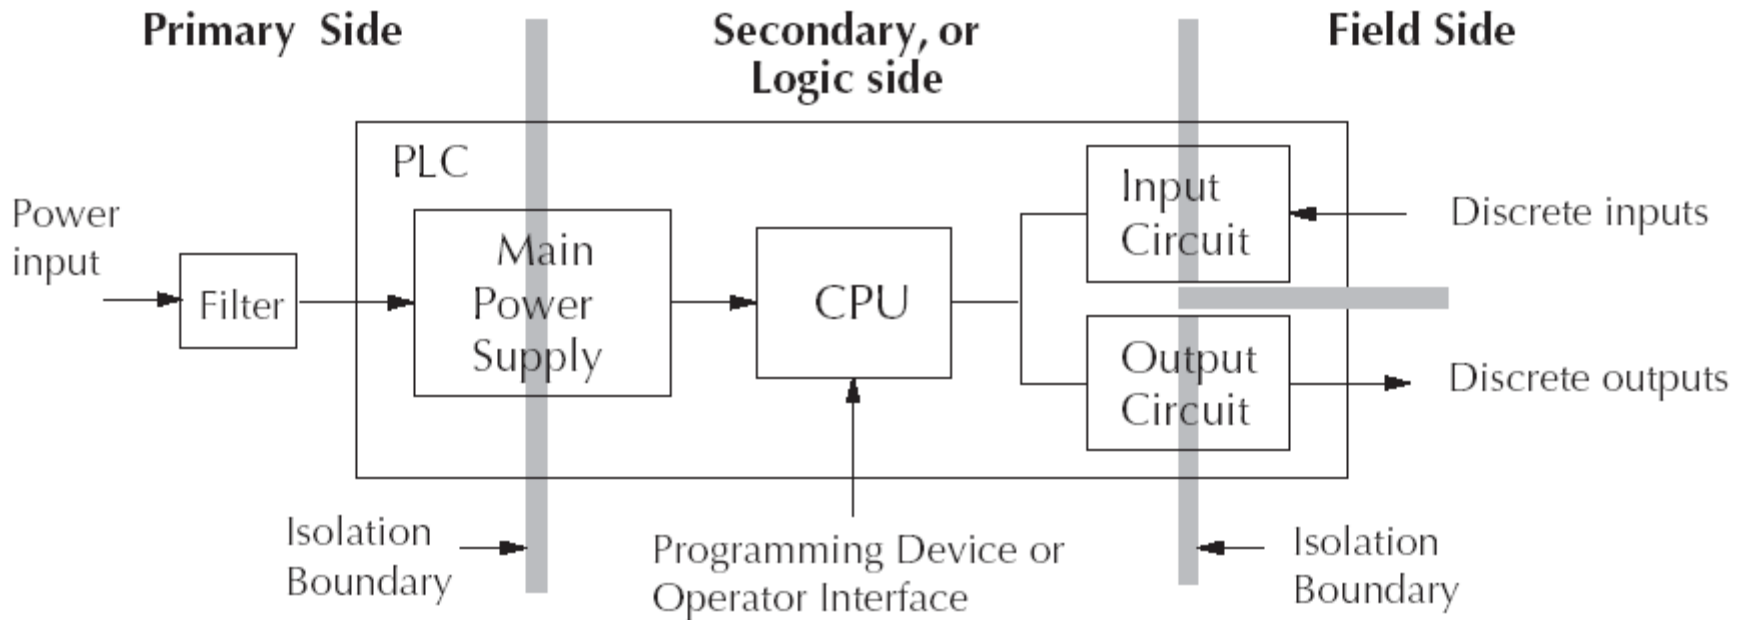 Primary Side
Secondary, or
Logic side
Field Side
PLC
Power
input
Filter
Main
Power
Supply
CPU
Input
Circuit
Discrete inputs
Output
Circuit
Discrete outputs
Isolation
Boundary
Programming Device or
Operator Interface
Isolation
Boundary